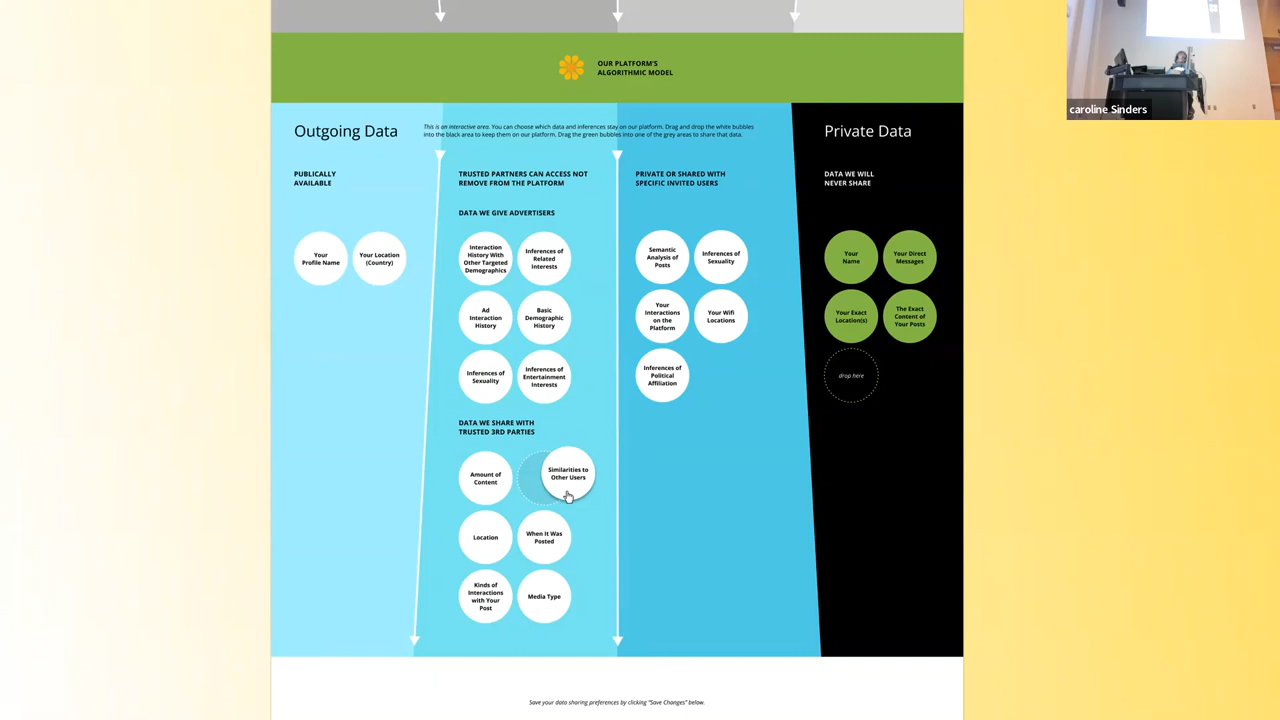 OUR PLATFORM'S
ALGORITHMIC MODEL
caroline Sinders
Outgoing Data
This is an interactive area. You can choose which data and inferences stay on our platform. Drag and drop the white bubbles
into the black area to keep them on our platform. Drag the green bubbles into one of the grey areas to share that data.
Private Data
PUBLICALLY
AVAILABLE
Your
Profile Name
Your Location
(Country)
TRUSTED PARTNERS CAN ACCESS NOT
REMOVE FROM THE PLATFORM
DATA WE GIVE ADVERTISERS
Interaction
History With
Other Targeted
Demographics
Inferences of
Related
Interests
Ad
Interaction
History
Basic
Demographic
History
Inferences of
Sexuality
Inferences of
Entertainment
Interests
DATA WE SHARE WITH
TRUSTED 3RD PARTIES
Amount of
Content
Similarities to
Other Users
Location
When It Was
Posted
Kinds of
Interactions
with Your
Post
Media Type
PRIVATE OR SHARED WITH
SPECIFIC INVITED USERS
Semantic
Analysis of
Posts
Inferences of
Sexuality
Your
Interactions
on the
Platform
Your Wifi
Locations
Inferences of
Political
Affiliation
DATA WE WILL
NEVER SHARE
Your
Name
Your Direct
Messages
Your Exact
Location(s)
The Exact
Content of
Your Posts
drop here
Save your data sharing preferences by clicking "Save Changes" below.